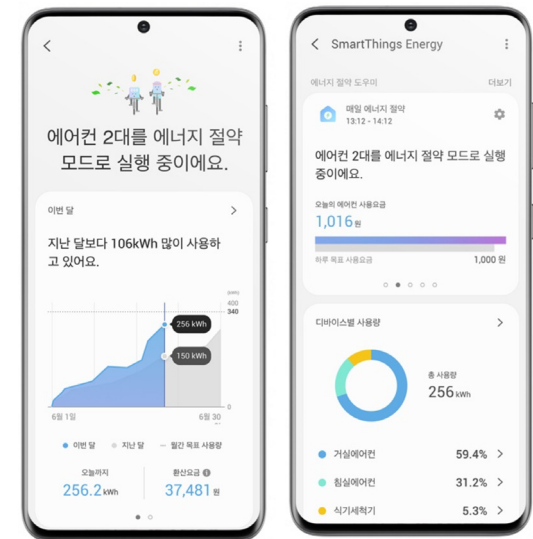 에어컨 2대를 에너지 절약
모드로 실행 중이에요.
이번 달
지난 달보다 106kWh 많이 사용하
고 있어요.
(kWh)
400
340
256 kWh
150 kWh
0
6월 1일
6월 30
이번 달
지난 달
월간 목표 사용량
오늘까지
환산요금
256.2 kWh
37,481 원
SmartThings Energy
에너지 절약 도우미
더보기
매일 에너지 절약
13:12 - 14:12
에어컨 2대를 에너지 절약 모드로 실행
중이에요.
오늘의 에어컨 사용요금
1,016 원
하루 목표 사용요금
1,000 원
디바이스별 사용량
총 사용량
256 kWh
거실에어컨
59.4%
침실에어컨
31.2%
식기세척기
5.3%